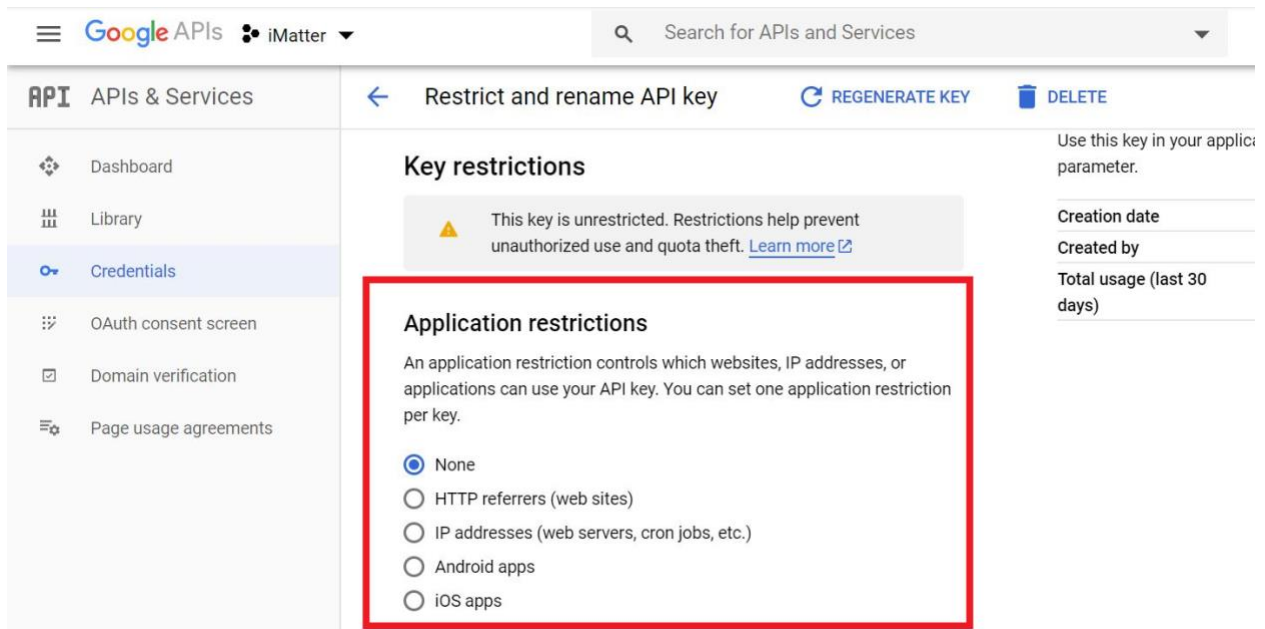 Google APIs iMatter Search for APIs and Services
API APIs & Services
Restrict and rename API key REGENERATE KEY DELETE
Dashboard
Library
Credentials
OAuth consent screen
Domain verification
Page usage agreements
Key restrictions
This key is unrestricted. Restrictions help prevent
unauthorized use and quota theft. Learn more
Application restrictions
An application restriction controls which websites, IP addresses, or
applications can use your API key. You can set one application restriction
per key.
None
HTTP referrers (web sites)
IP addresses (web servers, cron jobs, etc.)
Android apps
iOS apps
Use this key in your applica
parameter.
Creation date
Created by
Total usage (last 30
days)